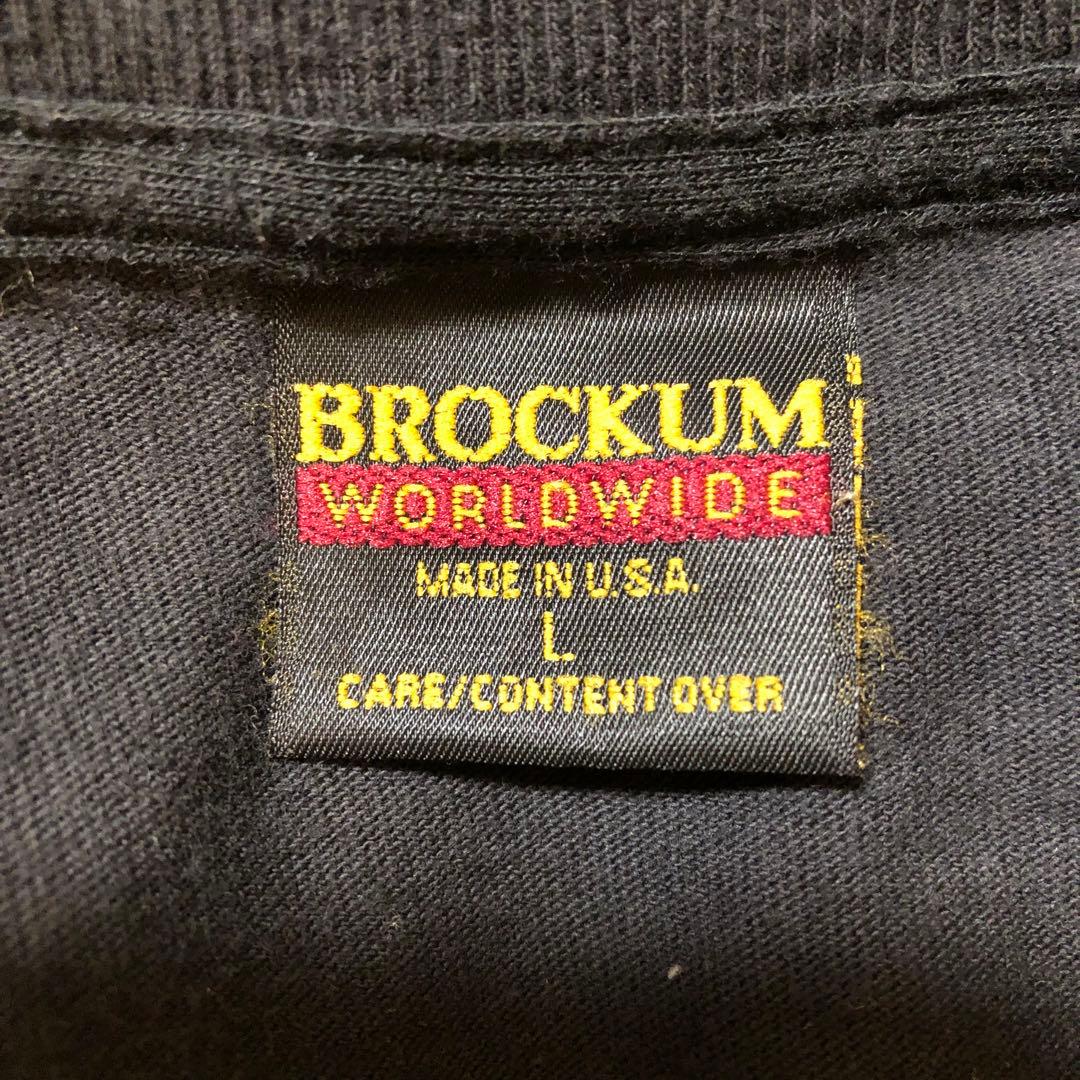 BROCKUM
WORLDWIDE
MADE IN U.S.A.
L
CARE/CONTENT OVER